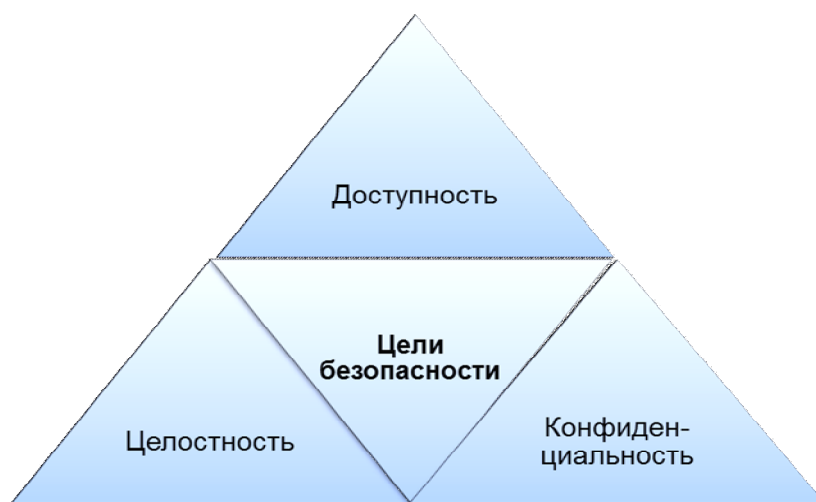 Доступность
Цели
безопасности
Целостность
Конфиден-
циальность